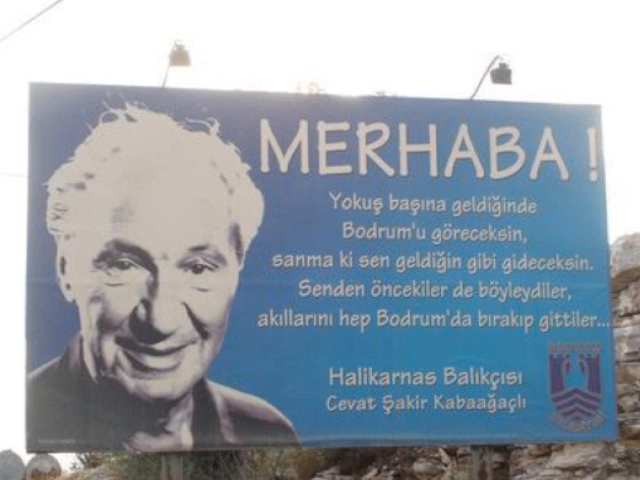 MERHABA !
Yokuş başına geldiğinde
Bodrum'u göreceksin,
sanma ki sen geldiğin gibi gideceksin.
Senden öncekiler de böyleydiler,
akıllarını hep Bodrum'da bırakıp gittiler...
Halikarnas Balıkçısı
Cevat Şakir Kabaağaçlı